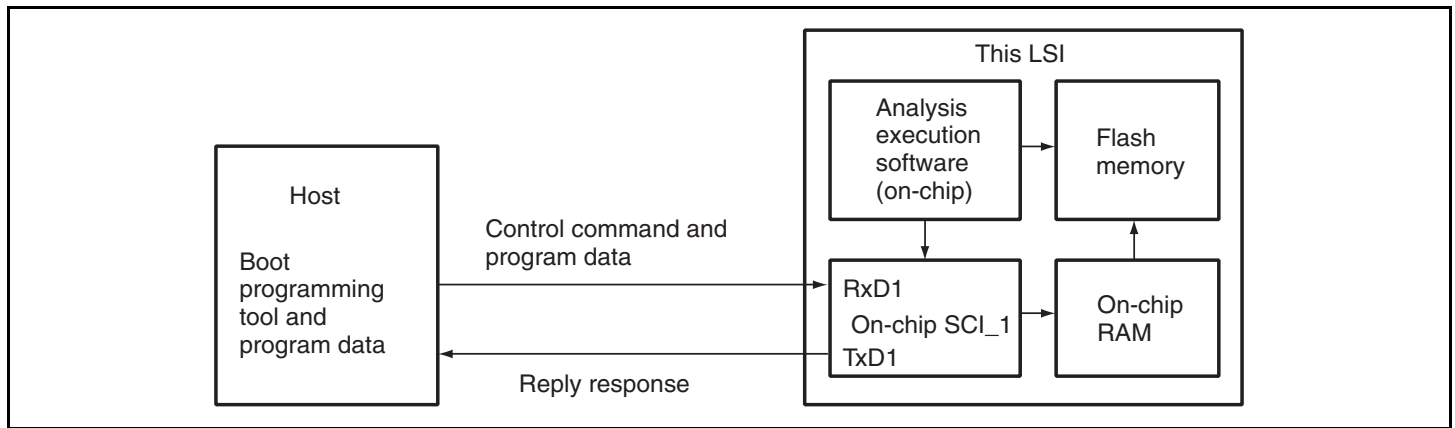 This LSI
Analysis
execution
software
(on-chip)
Flash
memory
Host
Boot
programming
tool and
program data
Control command and
program data
RxD1
On-chip SCI_1
TxD1
On-chip
RAM
Reply response